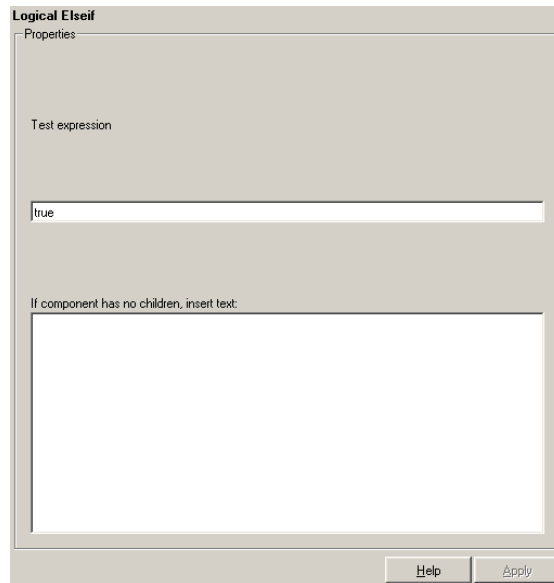 Logical Elseif
Properties
Test expression
true
If component has no children, insert text:
Help
Apply